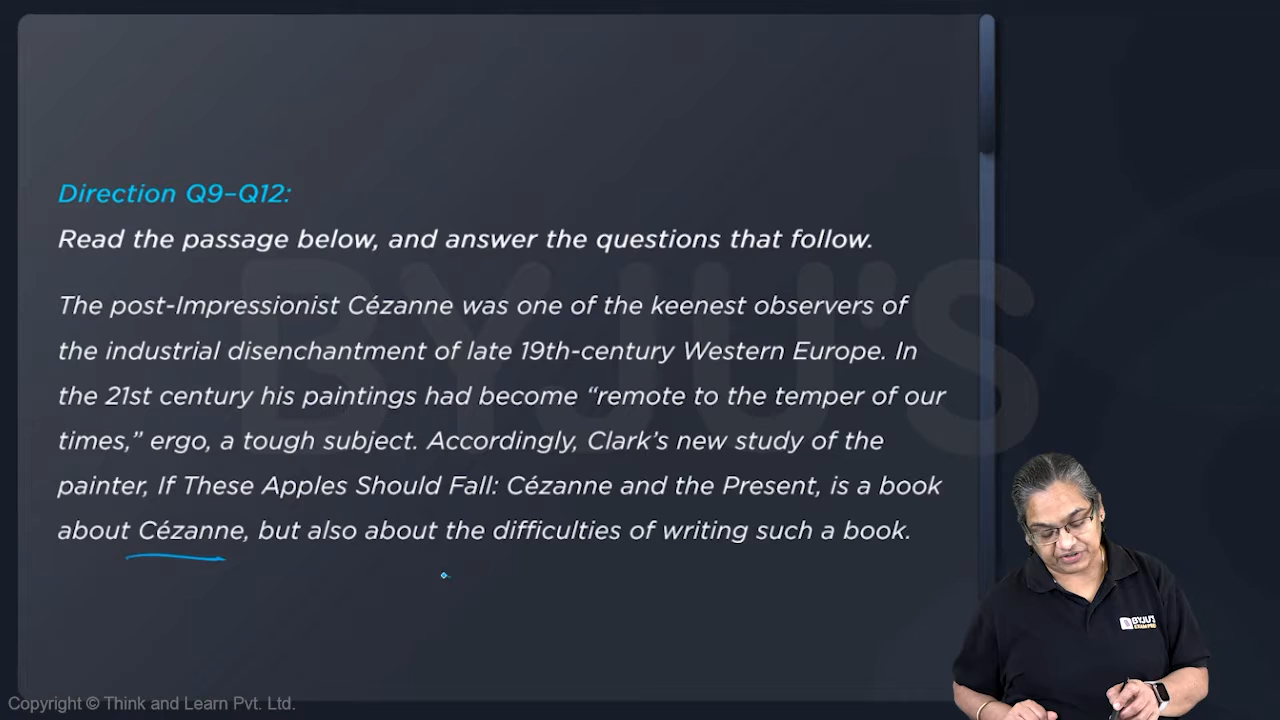 Direction Q9–Q12:
Read the passage below, and answer the questions that follow.
The post-Impressionist Cézanne was one of the keenest observers of
the industrial disenchantment of late 19th-century Western Europe. In
the 21st century his paintings had become “remote to the temper of our
times,” ergo, a tough subject. Accordingly, Clark’s new study of the
painter, If These Apples Should Fall: Cézanne and the Present, is a book
about Cézanne, but also about the difficulties of writing such a book.
BYJU'S
BYJU'S
EXAM PREP
Copyright © Think and Learn Pvt. Ltd.